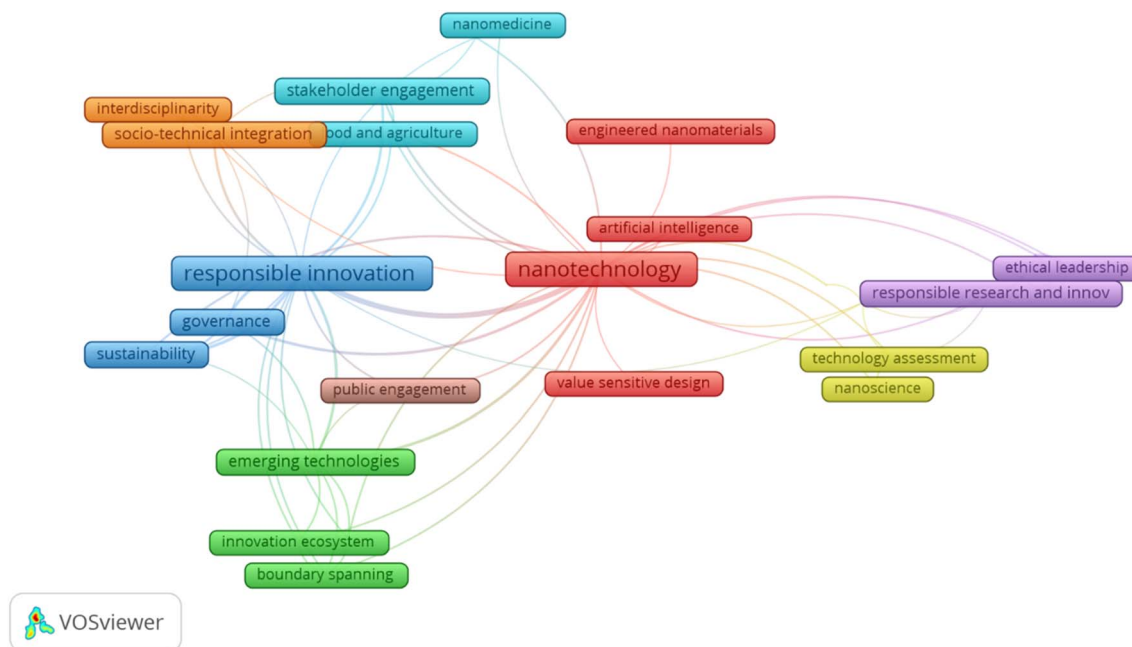 nanomedicine
stakeholder engagement
interdisciplinarity
socio-technical integration
ood and agriculture
engineered nanomaterials
artificial intelligence
nanotechnology
responsible innovation
ethical leadership
responsible research and innov
governance
sustainability
technology assessment
nanoscience
public engagement
value sensitive design
emerging technologies
innovation ecosystem
boundary spanning
VOSviewer